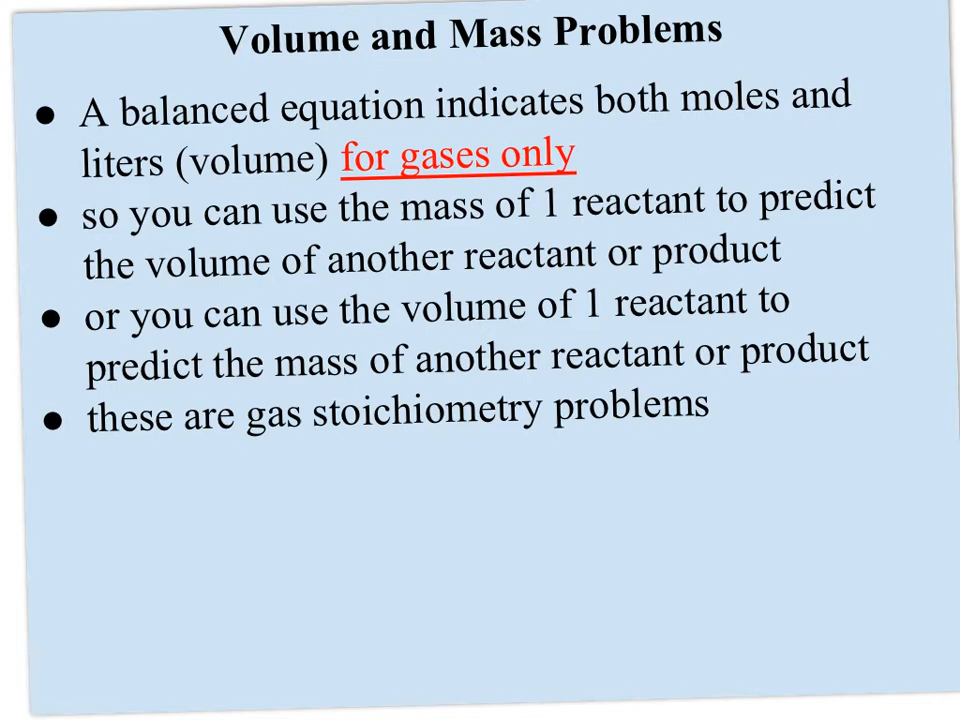 Volume and Mass Problems
● A balanced equation indicates both moles and
liters (volume) for gases only
● so you can use the mass of 1 reactant to predict
the volume of another reactant or product
● or you can use the volume of 1 reactant to
predict the mass of another reactant or product
● these are gas stoichiometry problems